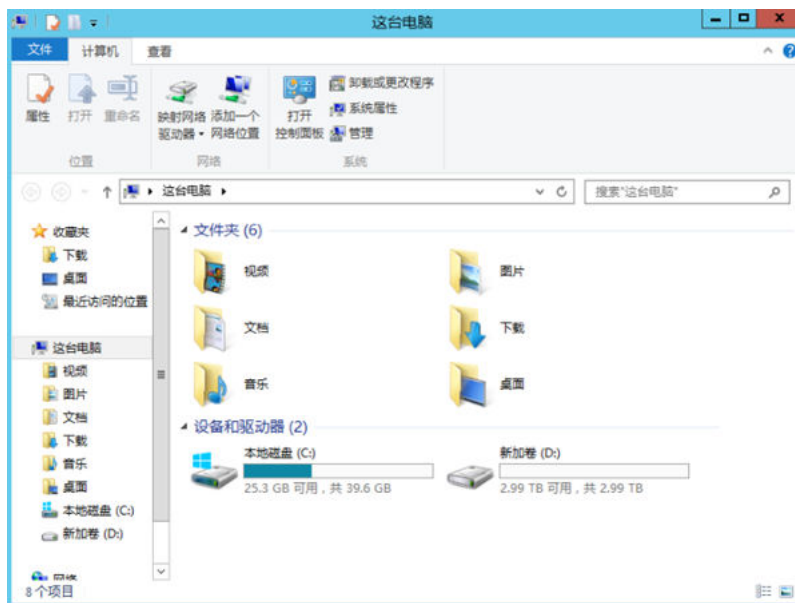 这台电脑
文件 计算机 查看
属性 打开 重命名 映射网络驱动器 添加一个网络位置 打开控制面板 卸载或更改程序
系统属性
管理
位置 网络 系统
这台电脑 搜索"这台电脑"
收藏夹
下载
桌面
最近访问的位置
这台电脑
视频
图片
文档
下载
音乐
桌面
本地磁盘 (C:)
新加卷 (D:)
网络
文件夹 (6)
视频 图片
文档 下载
音乐 桌面
设备和驱动器 (2)
本地磁盘 (C:) 新加卷 (D:)
25.3 GB 可用，共 39.6 GB 2.99 TB 可用，共 2.99 TB
8 个项目